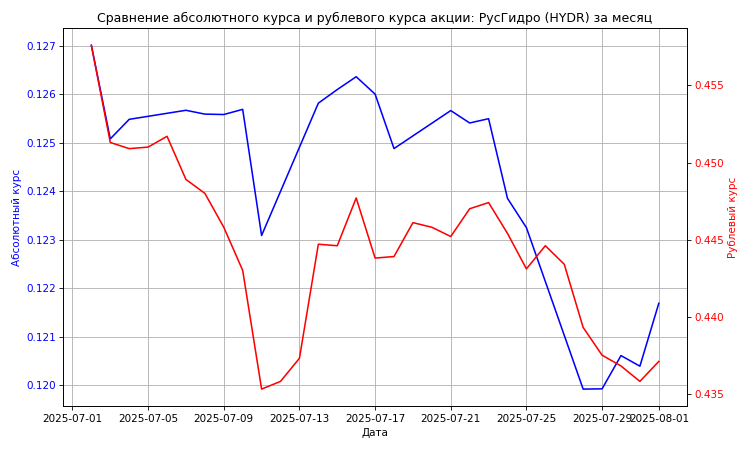 Сравнение абсолютного курса и рублевого курса акции: РусГидро (HYDR) за месяц
0.127
0.126
0.125
0.124
0.123
0.122
0.121
0.120
Абсолютный курс
0.455
0.450
0.445
0.440
0.435
Рублевый курс
2025-07-01 2025-07-05 2025-07-09 2025-07-13 2025-07-17 2025-07-21 2025-07-25 2025-07-29 2025-08-01
Дата